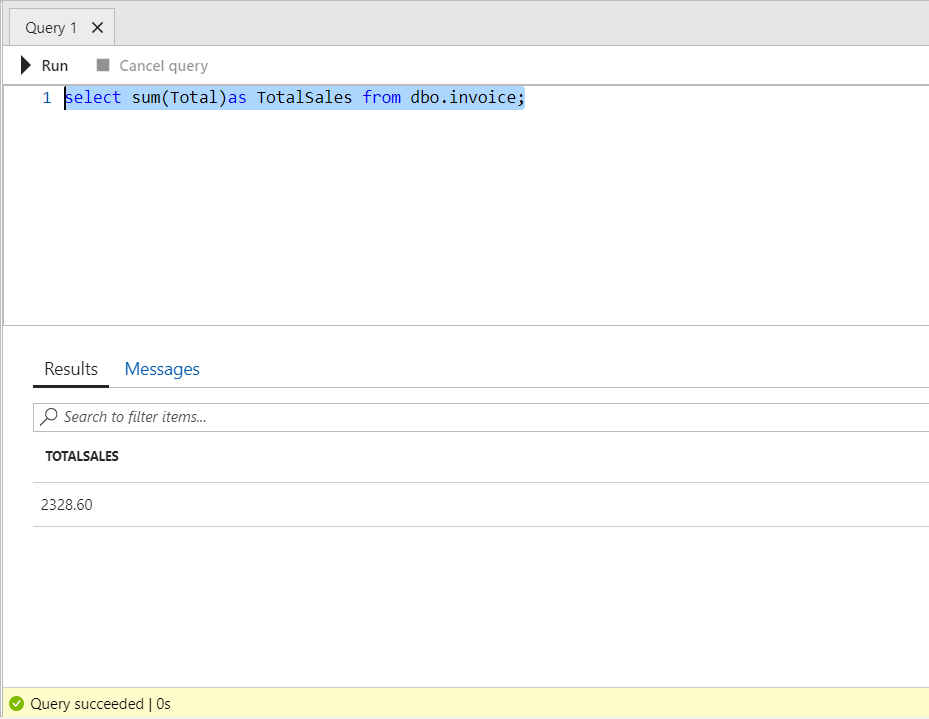 Query 1
Run Cancel query
1 select sum(Total)as TotalSales from dbo.invoice;
Results Messages
Search to filter items...
TOTALSALES
2328.60
Query succeeded | 0s